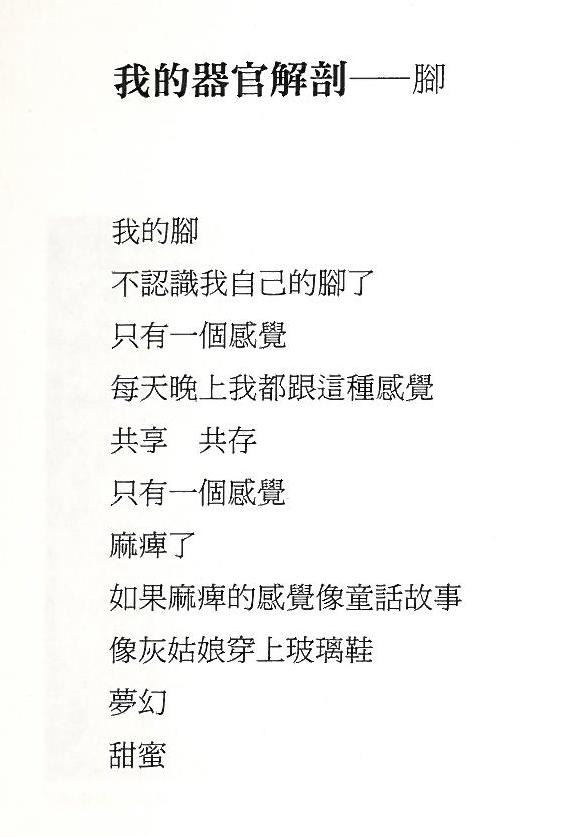 我的器官解剖——腳
我的腳
不認識我自己的腳了
只有一個感覺
每天晚上我都跟這種感覺
共享　共存
只有一個感覺
麻痺了
如果麻痺的感覺像童話故事
像灰姑娘穿上玻璃鞋
夢幻
甜蜜